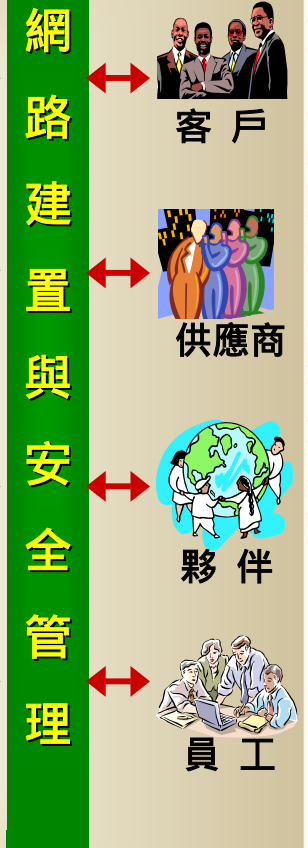 網路建置與安全管理
客戶
供應商
夥伴
員工